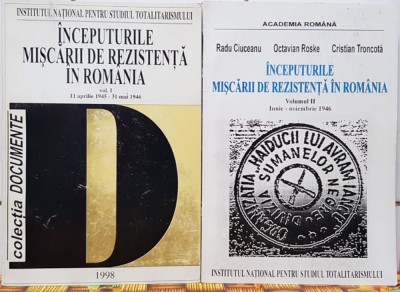 INSTITUTUL NAȚIONAL PENTRU STUDIUL TOTALITARISMULUI
ÎNCEPUTURILE
MIȘCĂRII DE REZISTENȚĂ
ÎN ROMÂNIA
vol. I
11 aprilie 1945 - 31 mai 1946
colecția DOCUMENTE
D
1998
ACADEMIA ROMÂNĂ
Radu Ciuceanu Octavian Roske Cristian Troncotă
ÎNCEPUTURILE
MIȘCĂRII DE REZISTENȚĂ ÎN ROMÂNIA
Volumul II
Iunie - noiembrie 1946
ORGANIZAȚIA HAIDUCII LUI AVRAM IANCU
SUMANELOR NEGRE
INSTITUTUL NAȚIONAL PENTRU STUDIUL TOTALITARISMULUI